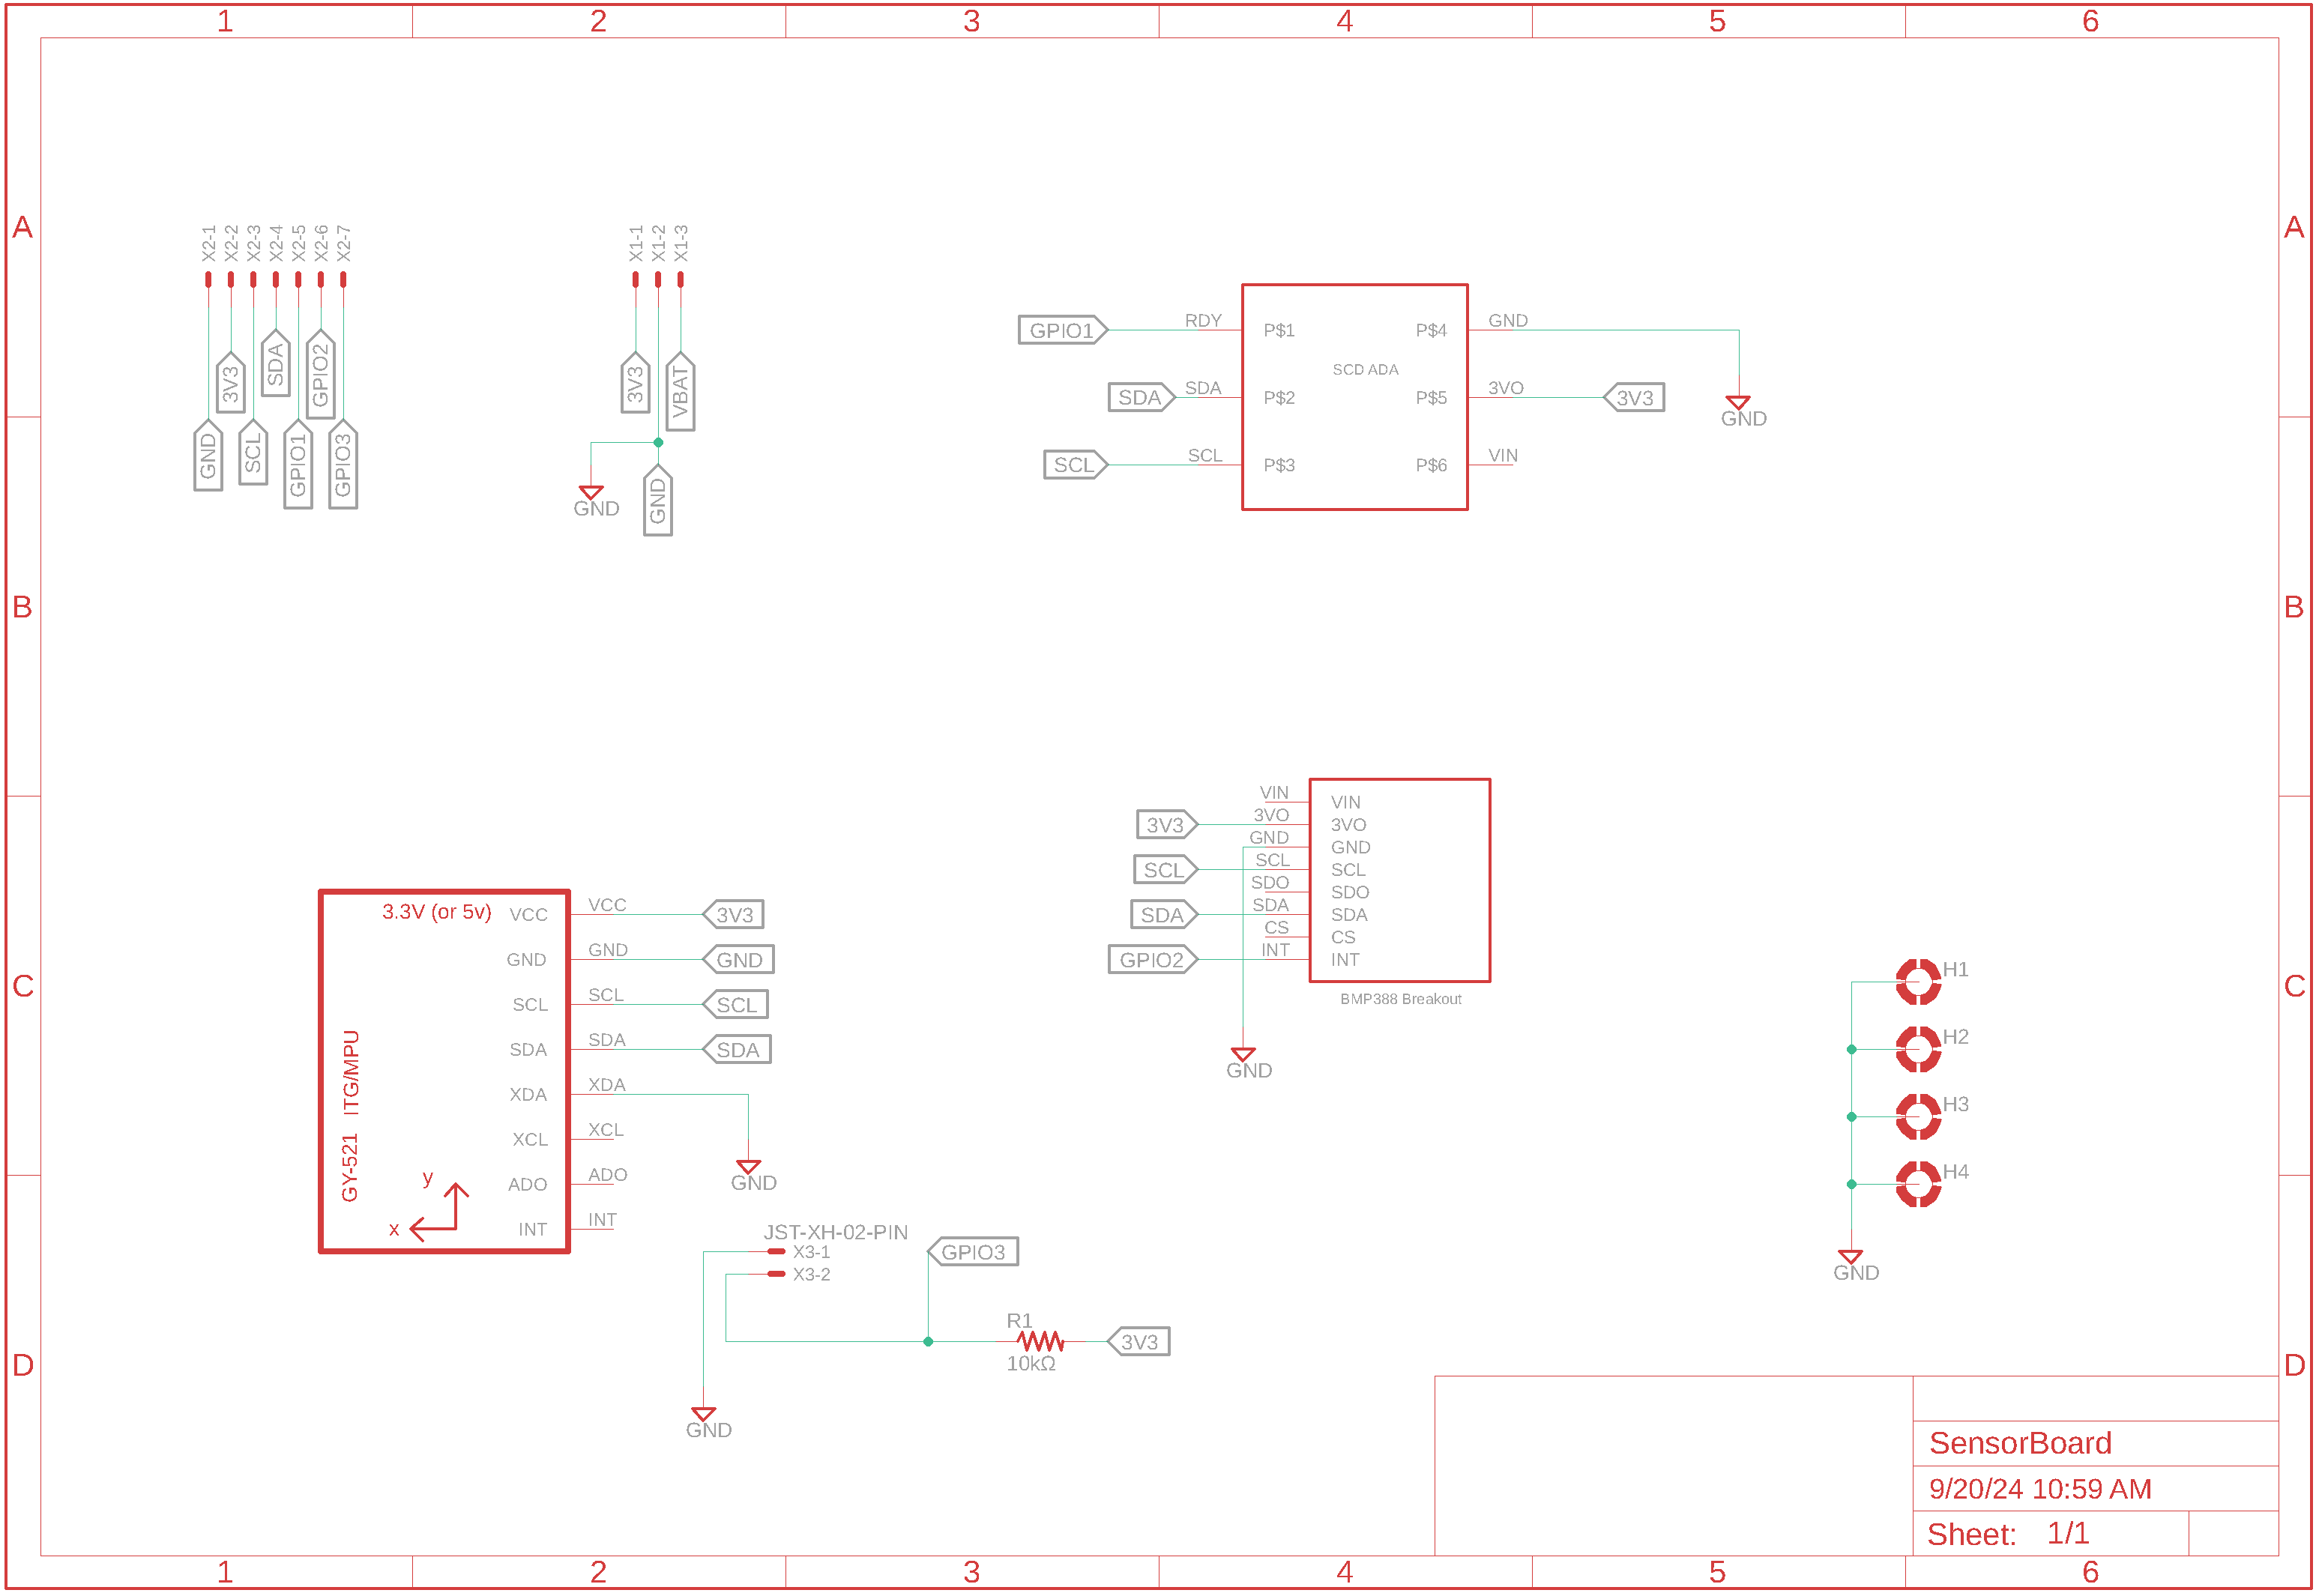 1 2 3 4 5 6
A A
B B
C C
D D
X2-1 X2-2 X2-3 X2-4 X2-5 X2-6 X2-7
GND 3V3 SCL SDA GPIO1 GPIO2 GPIO3
X1-1 X1-2 X1-3
3V3 GND VBAT
GND
GPIO1 RDY P$1 P$4 GND
SCD ADA
SDA SDA P$2 P$5 3VO 3V3
GND
SCL SCL P$3 P$6 VIN
VIN VIN
3V3 3VO 3VO
GND GND
SCL SCL SCL
SDO SDO
SDA SDA SDA
CS CS
GPIO2 INT INT
BMP388 Breakout
GND
3.3V (or 5v) VCC VCC 3V3
GND GND GND
SCL SCL SCL
SDA SDA SDA
XDA XDA
XCL XCL
ADO ADO
INT INT
GY-521 ITG/MPU
y
x
GND
JST-XH-02-PIN
X3-1
X3-2
GPIO3
R1
10kΩ
3V3
GND
H1
H2
H3
H4
GND
SensorBoard
9/20/24 10:59 AM
Sheet: 1/1
1 2 3 4 5 6